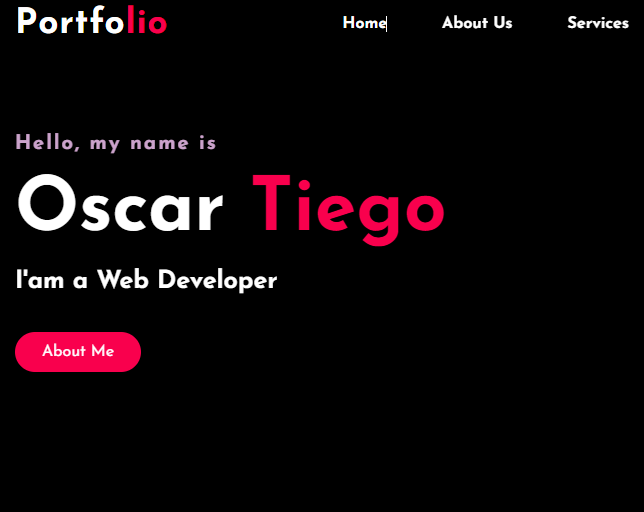 Portfolio
Home About Us Services
Hello, my name is
Oscar Tiego
I'am a Web Developer
About Me